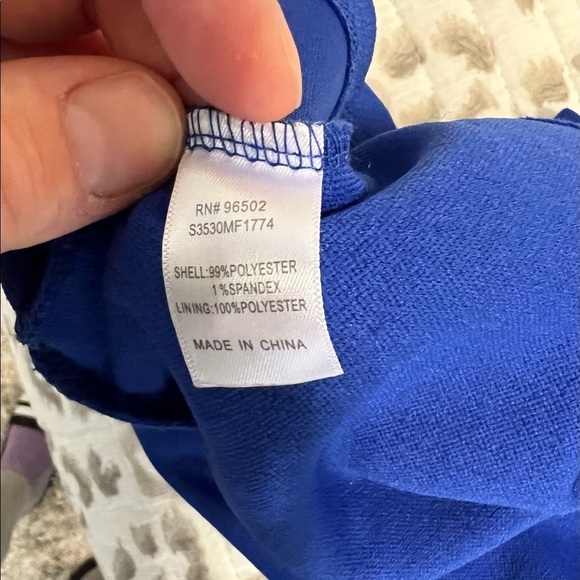 RN# 96502
S3530MF1774
SHELL:99%POLYESTER
1%SPANDEX
LINING:100%POLYESTER
MADE IN CHINA